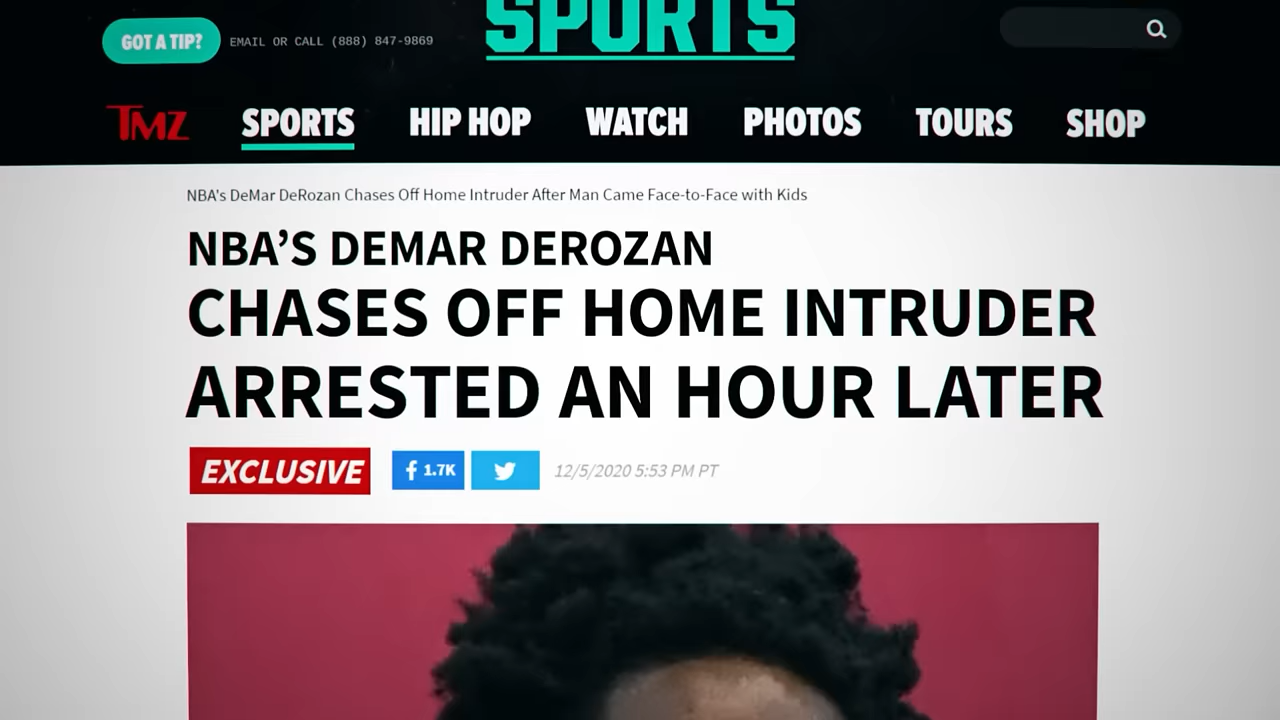 SPORTS
GOT A TIP? EMAIL OR CALL (888) 847-9869
TMZ SPORTS HIP HOP WATCH PHOTOS TOURS SHOP
NBA's DeMar DeRozan Chases Off Home Intruder After Man Came Face-to-Face with Kids
NBA'S DEMAR DEROZAN
CHASES OFF HOME INTRUDER
ARRESTED AN HOUR LATER
EXCLUSIVE f 1.7K 12/5/2020 5:53 PM PT